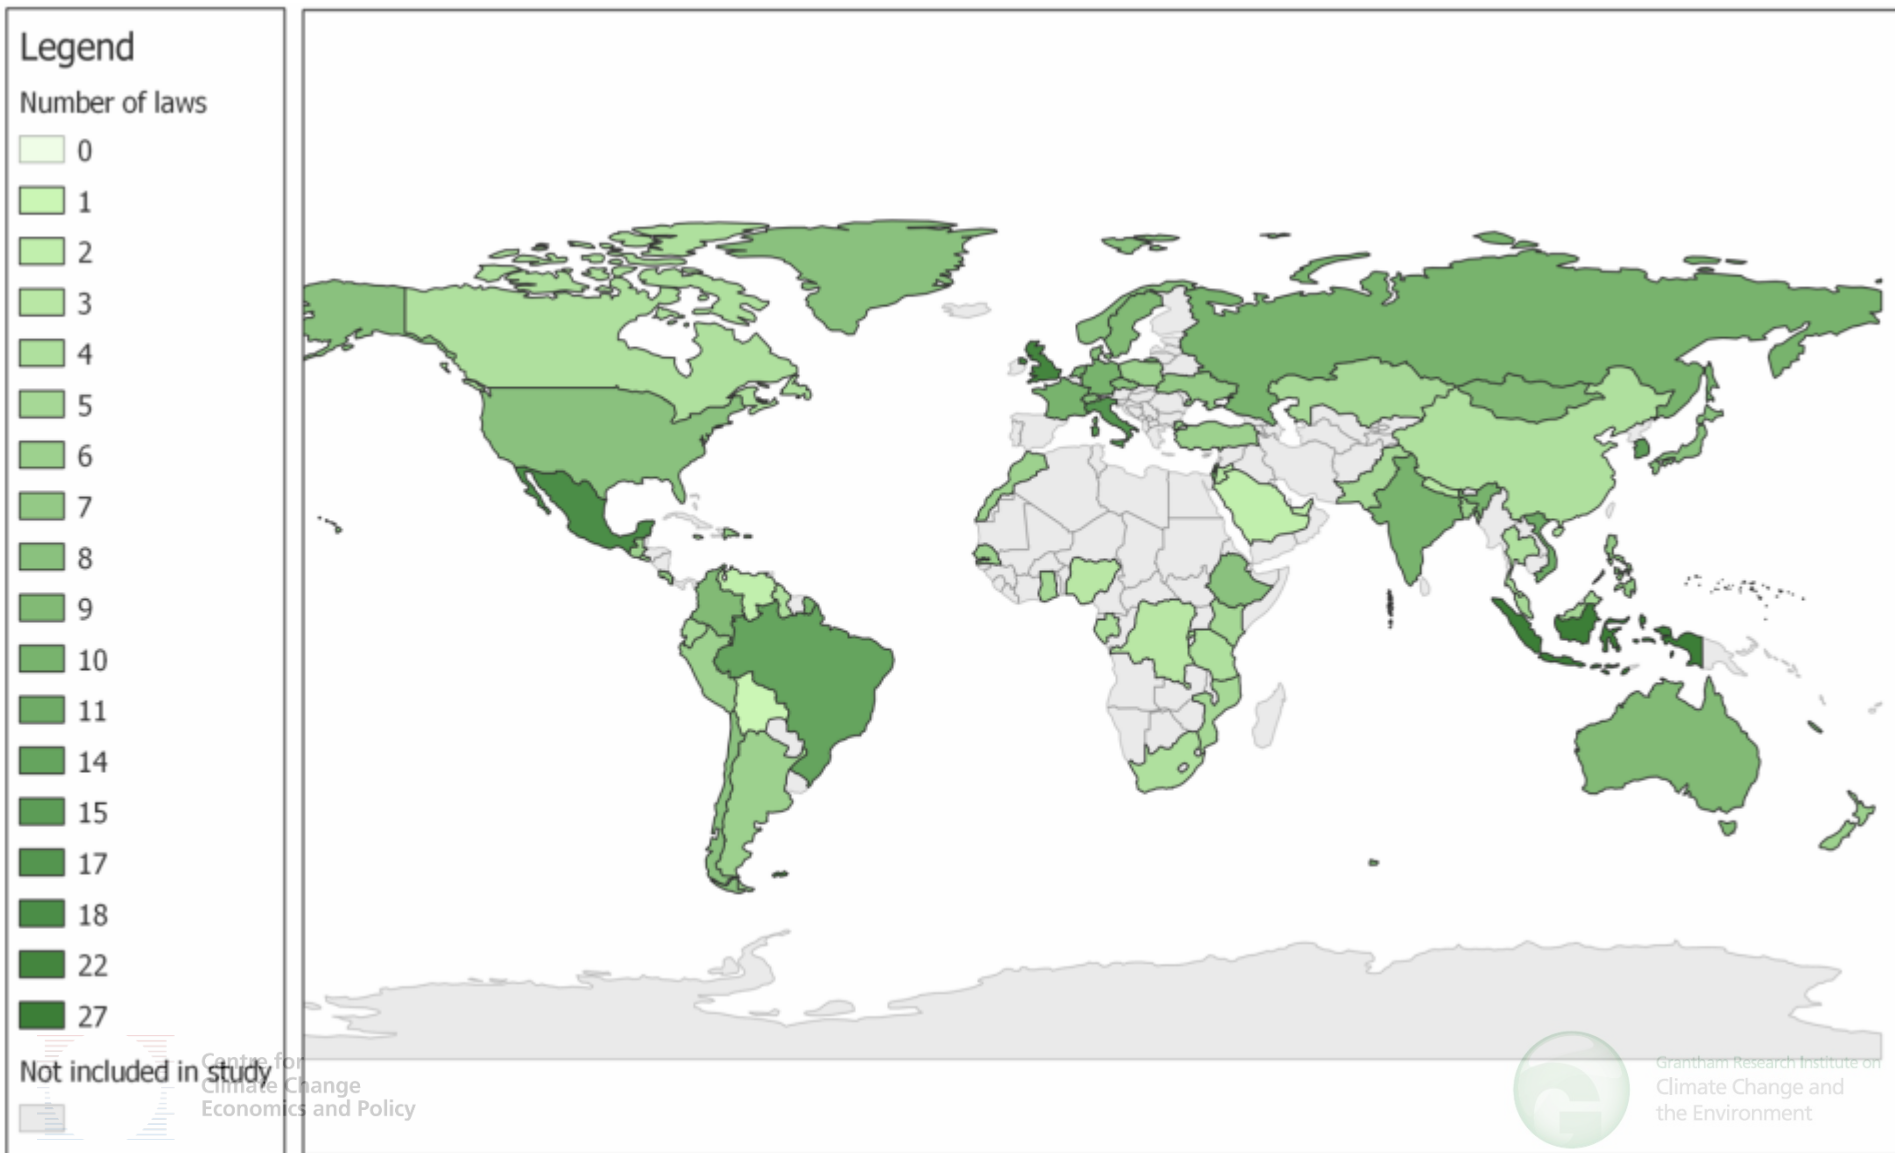 Legend
Number of laws
0
1
2
3
4
5
6
7
8
9
10
11
14
15
17
18
22
27
Not included in study
Centre for
Climate Change
Economics and Policy
Grantham Research Institute on
Climate Change and
the Environment